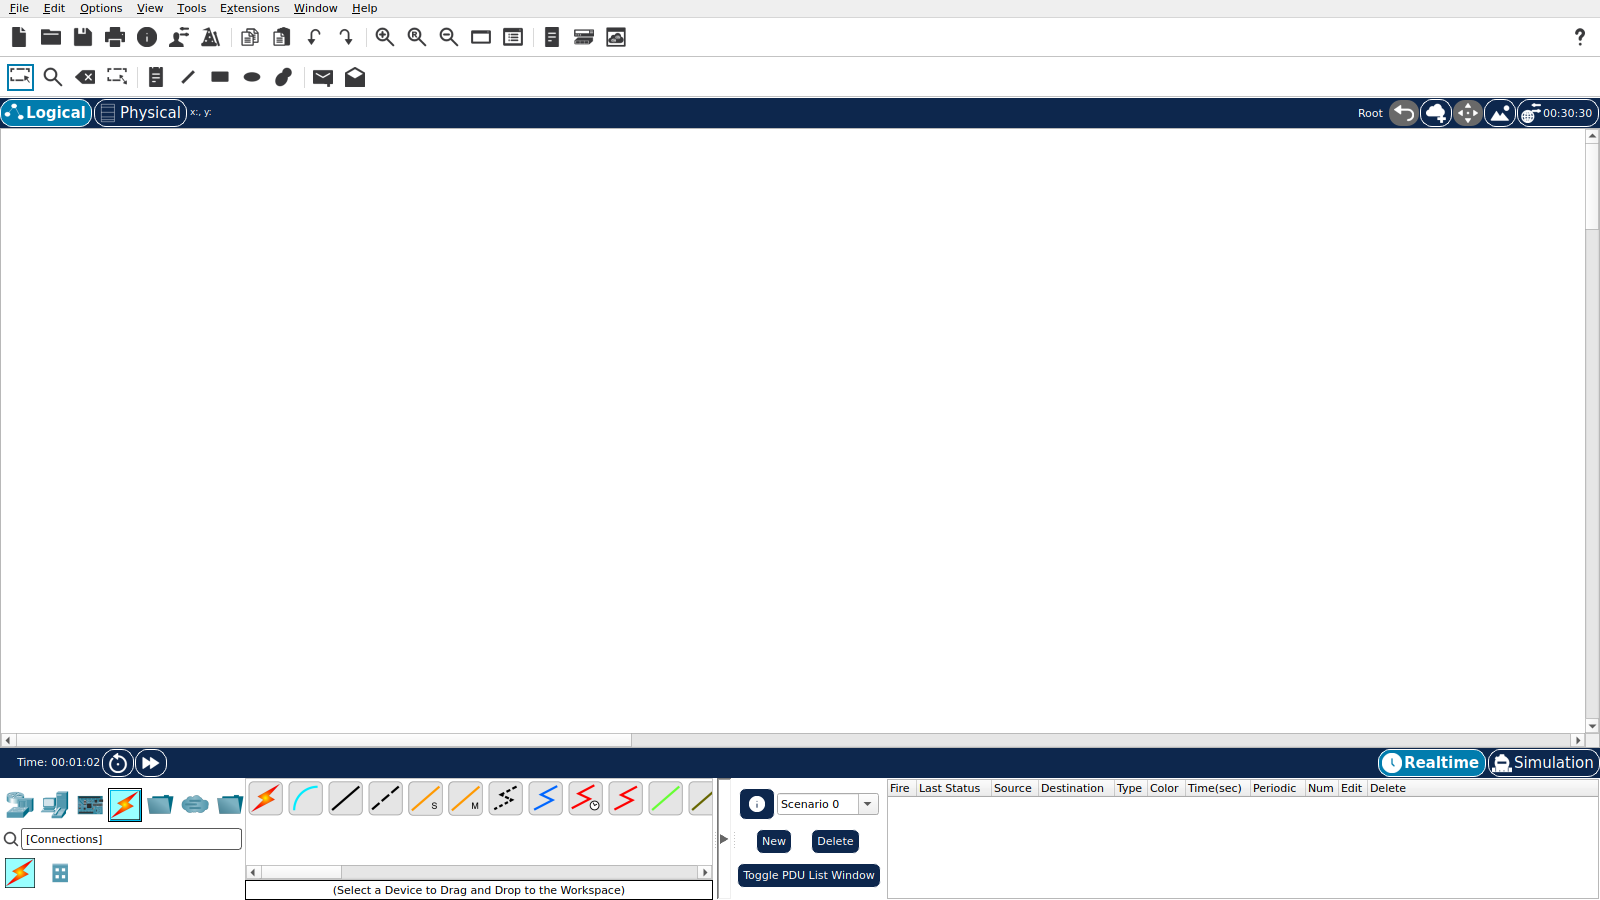 File Edit Options View Tools Extensions Window Help
?
Logical Physical x:, y: Root 00:30:30
Time: 00:01:02 Realtime Simulation
S M
[Connections]
(Select a Device to Drag and Drop to the Workspace)
Scenario 0
New Delete
Toggle PDU List Window
Fire Last Status Source Destination Type Color Time(sec) Periodic Num Edit Delete